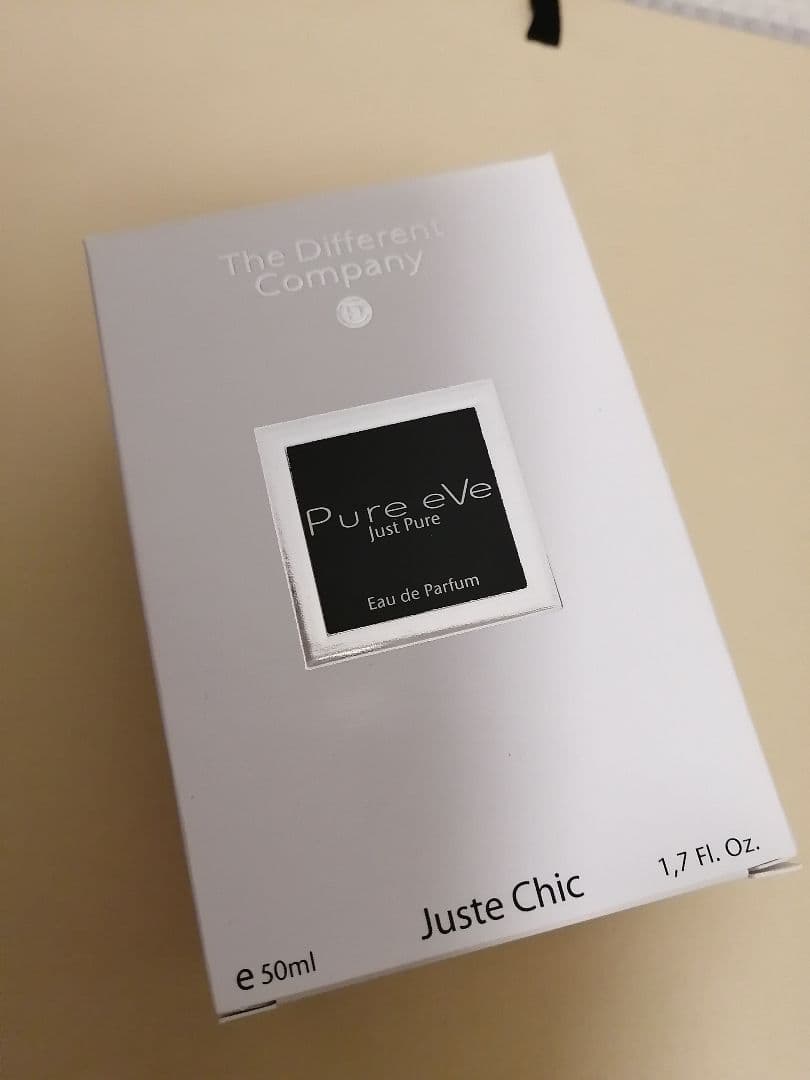 The Different
Company
Pure eVe
Just Pure
Eau de Parfum
Juste Chic
1,7 Fl. Oz.
e 50ml